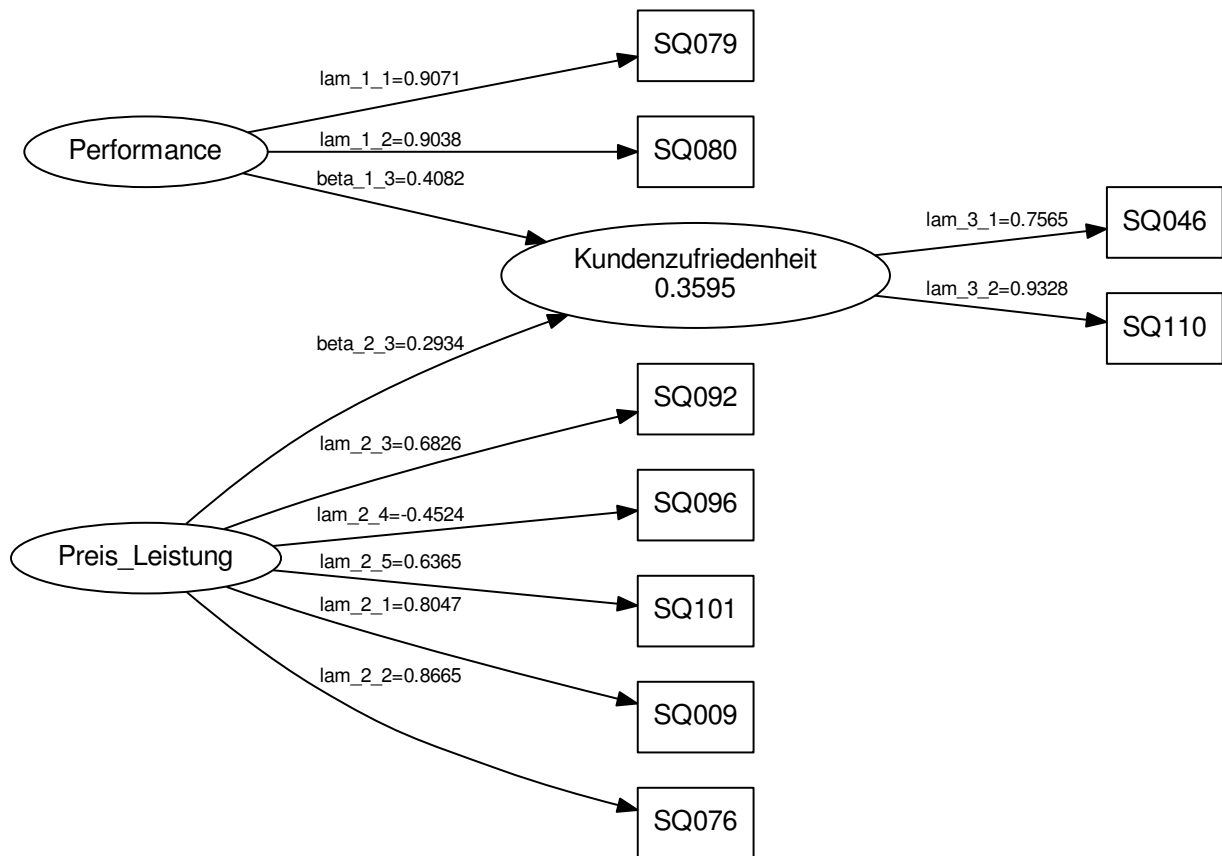 SQ079
lam_1_1=0.9071
Performance
lam_1_2=0.9038
SQ080
beta_1_3=0.4082
Kundenzufriedenheit
0.3595
lam_3_1=0.7565
SQ046
lam_3_2=0.9328
SQ110
beta_2_3=0.2934
SQ092
lam_2_3=0.6826
SQ096
lam_2_4=-0.4524
Preis_Leistung
lam_2_5=0.6365
SQ101
lam_2_1=0.8047
lam_2_2=0.8665
SQ009
SQ076